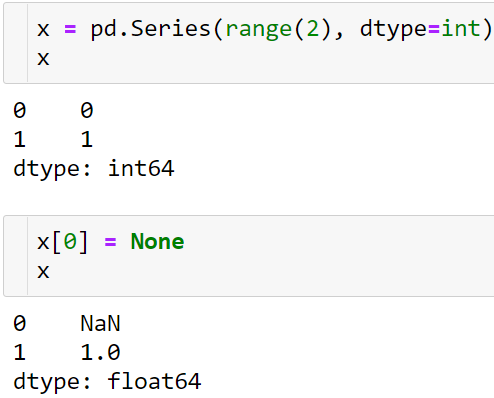 x = pd.Series(range(2), dtype=int)
x
0    0
1    1
dtype: int64
x[0] = None
x
0    NaN
1    1.0
dtype: float64